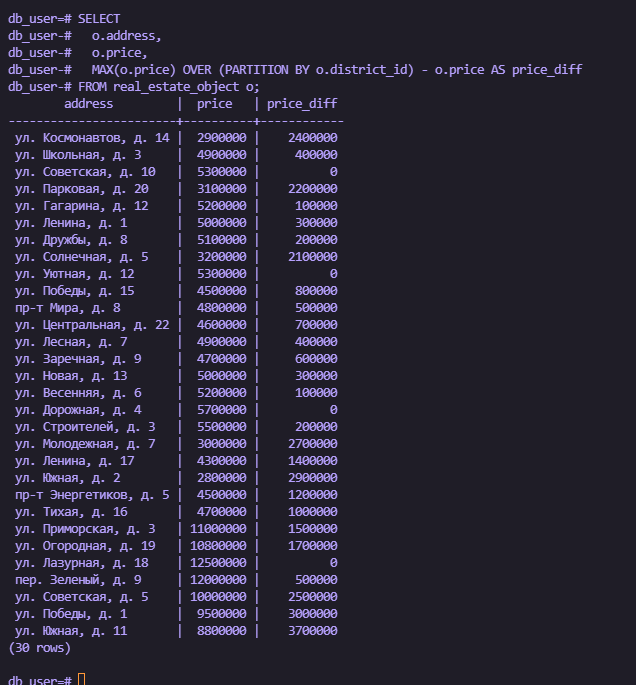 db_user=# SELECT
db_user-#   o.address,
db_user-#   o.price,
db_user-#   MAX(o.price) OVER (PARTITION BY o.district_id) - o.price AS price_diff
db_user-# FROM real_estate_object o;
        address         |  price   | price_diff
------------------------+----------+------------
 ул. Космонавтов, д. 14 |  2900000 |    2400000
 ул. Школьная, д. 3     |  4900000 |     400000
 ул. Советская, д. 10   |  5300000 |          0
 ул. Парковая, д. 20    |  3100000 |    2200000
 ул. Гагарина, д. 12    |  5200000 |     100000
 ул. Ленина, д. 1       |  5000000 |     300000
 ул. Дружбы, д. 8       |  5100000 |     200000
 ул. Солнечная, д. 5    |  3200000 |    2100000
 ул. Уютная, д. 12      |  5300000 |          0
 ул. Победы, д. 15      |  4500000 |     800000
 пр-т Мира, д. 8        |  4800000 |     500000
 ул. Центральная, д. 22 |  4600000 |     700000
 ул. Лесная, д. 7       |  4900000 |     400000
 ул. Заречная, д. 9     |  4700000 |     600000
 ул. Новая, д. 13       |  5000000 |     300000
 ул. Весенняя, д. 6     |  5200000 |     100000
 ул. Дорожная, д. 4     |  5700000 |          0
 ул. Строителей, д. 3   |  5500000 |     200000
 ул. Молодежная, д. 7   |  3000000 |    2700000
 ул. Ленина, д. 17      |  4300000 |    1400000
 ул. Южная, д. 2        |  2800000 |    2900000
 пр-т Энергетиков, д. 5 |  4500000 |    1200000
 ул. Тихая, д. 16       |  4700000 |    1000000
 ул. Приморская, д. 3   | 11000000 |    1500000
 ул. Огородная, д. 19   | 10800000 |    1700000
 ул. Лазурная, д. 18    | 12500000 |          0
 пер. Зеленый, д. 9     | 12000000 |     500000
 ул. Советская, д. 5    | 10000000 |    2500000
 ул. Победы, д. 1       |  9500000 |    3000000
 ул. Южная, д. 11       |  8800000 |    3700000
(30 rows)
db_user=#